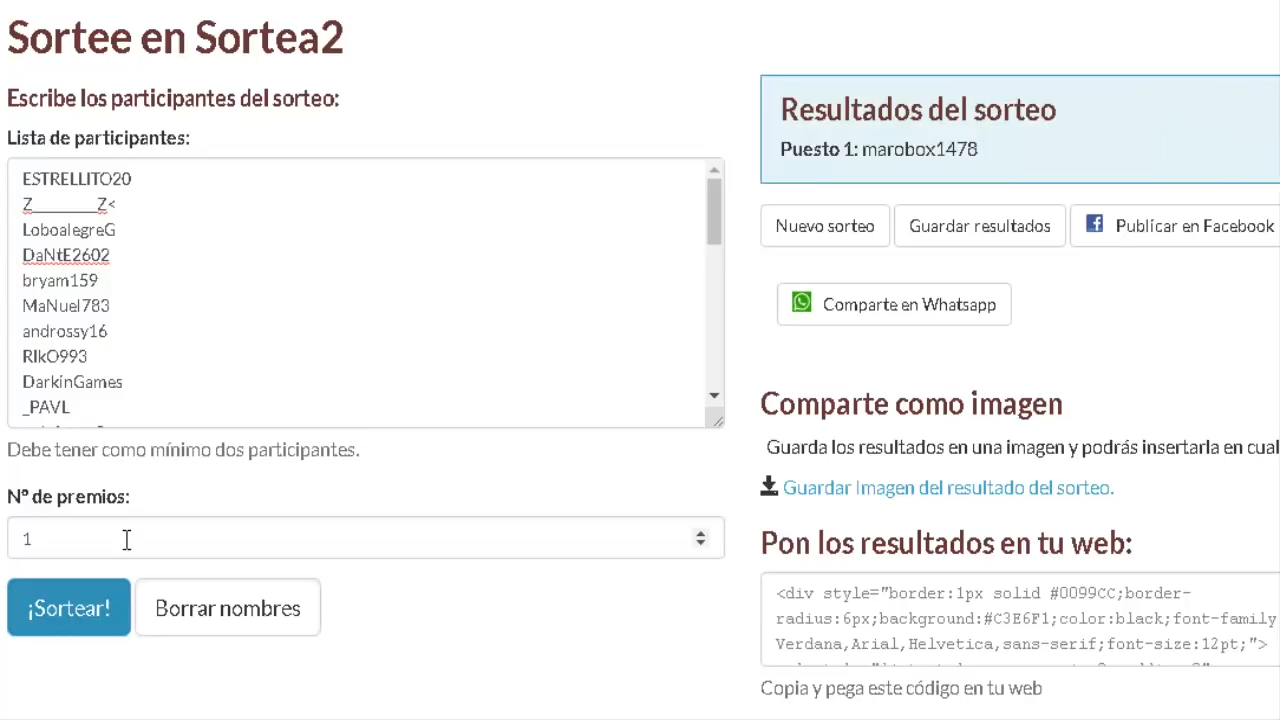 Sortee en Sortea2
Escribe los participantes del sorteo:
Lista de participantes:
ESTRELLITO20
Z________Z<
LoboalegreG
DaNtE2602
bryam159
MaNuel783
androssy16
RIkO993
DarkinGames
_PAVL
Debe tener como mínimo dos participantes.
Nº de premios:
1
¡Sortear!
Borrar nombres
Resultados del sorteo
Puesto 1: marobox1478
Nuevo sorteo
Guardar resultados
Publicar en Facebook
Comparte en Whatsapp
Comparte como imagen
Guarda los resultados en una imagen y podrás insertarla en cual
Guardar Imagen del resultado del sorteo.
Pon los resultados en tu web:
<div style="border:1px solid #0099CC;border-
radius:6px;background:#C3E6F1;color:black;font-family
Verdana,Arial,Helvetica,sans-serif;font-size:12pt;">
Copia y pega este código en tu web